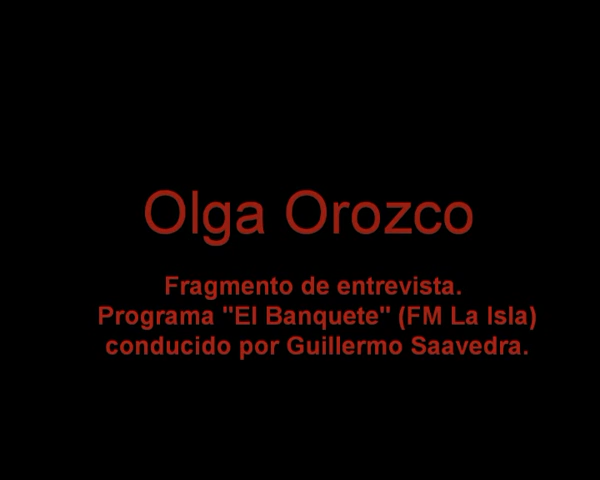 Olga Orozco
Fragmento de entrevista.
Programa "El Banquete" (FM La Isla)
conducido por Guillermo Saavedra.